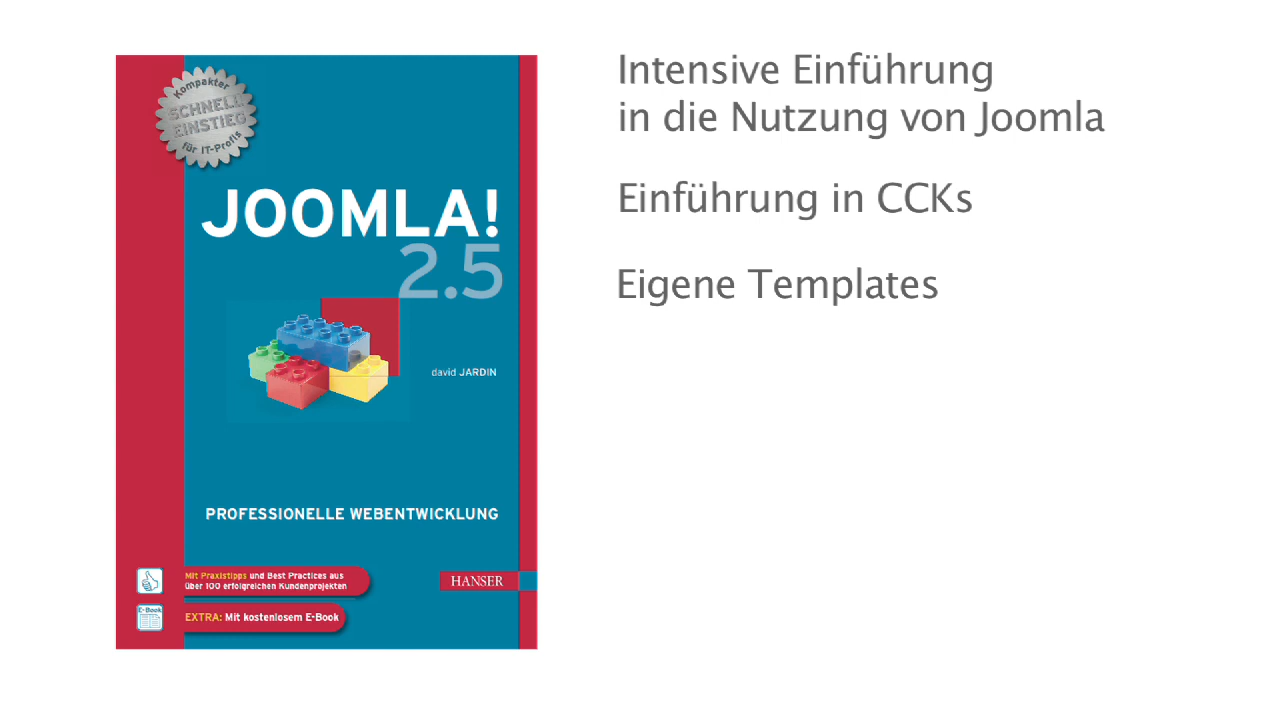 Kompakter
SCHNELL
EINSTIEG
für IT-Profis
JOOMLA!
2.5
david JARDIN
PROFESSIONELLE WEBENTWICKLUNG
Mit Praxistipps und Best Practices aus
über 100 erfolgreichen Kundenprojekten
HANSER
E-Book
EXTRA: Mit kostenlosem E-Book
Intensive Einführung
in die Nutzung von Joomla
Einführung in CCKs
Eigene Templates